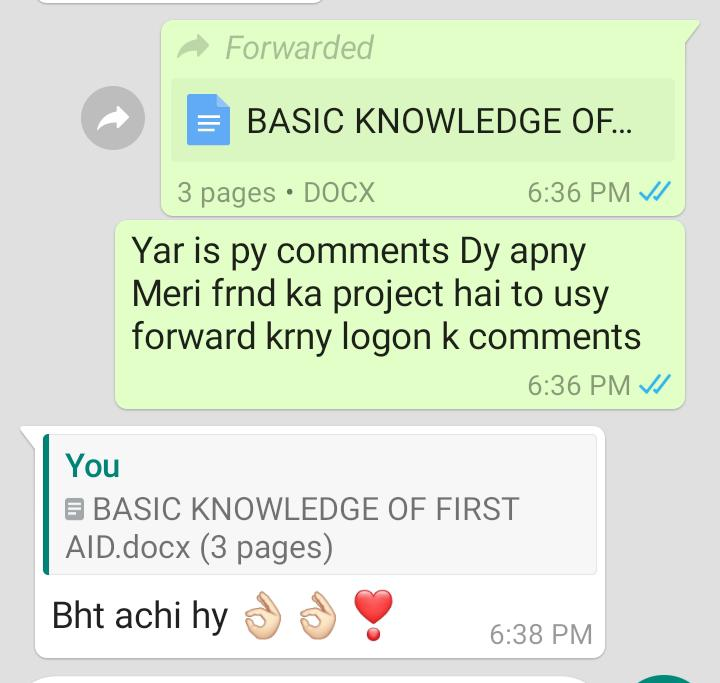 Forwarded
BASIC KNOWLEDGE OF...
3 pages • DOCX 6:36 PM
Yar is py comments Dy apny
Meri frnd ka project hai to usy
forward krny logon k comments
6:36 PM
You
BASIC KNOWLEDGE OF FIRST
AID.docx (3 pages)
Bht achi hy 👌🏻 👌🏻 ❣️ 6:38 PM